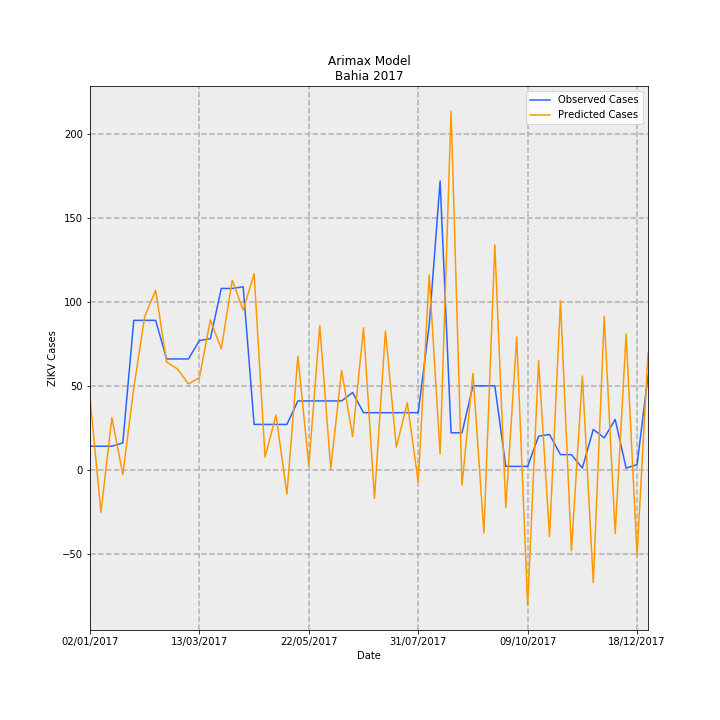 Arimax Model
Bahia 2017
Observed Cases
Predicted Cases
200
150
100
50
0
−50
ZIKV Cases
02/01/2017 13/03/2017 22/05/2017 31/07/2017 09/10/2017 18/12/2017
Date